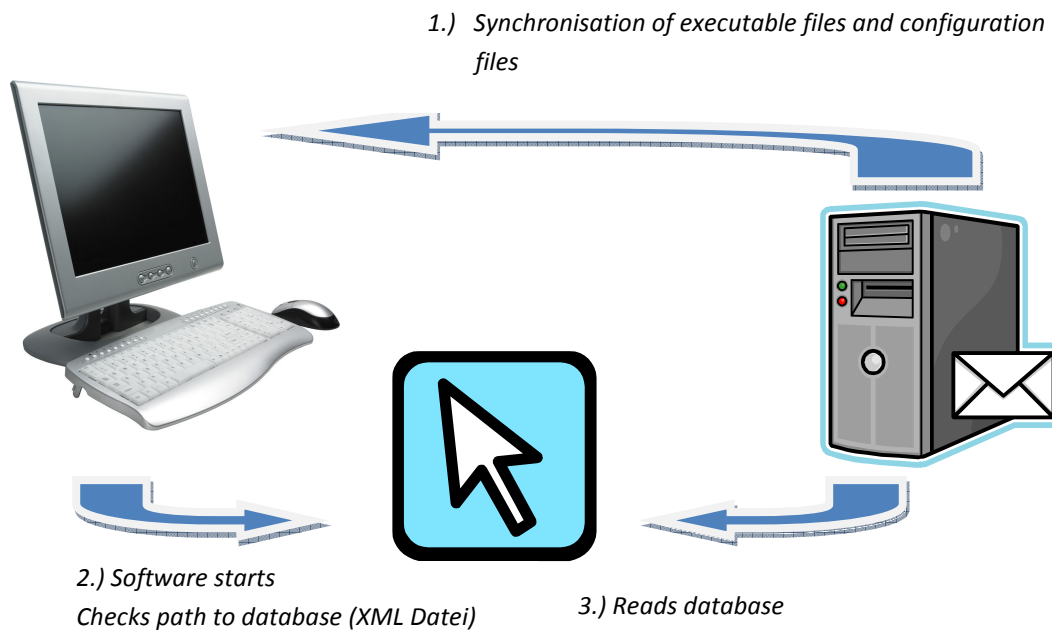 1.) Synchronisation of executable files and configuration
files
2.) Software starts
Checks path to database (XML Datei)
3.) Reads database